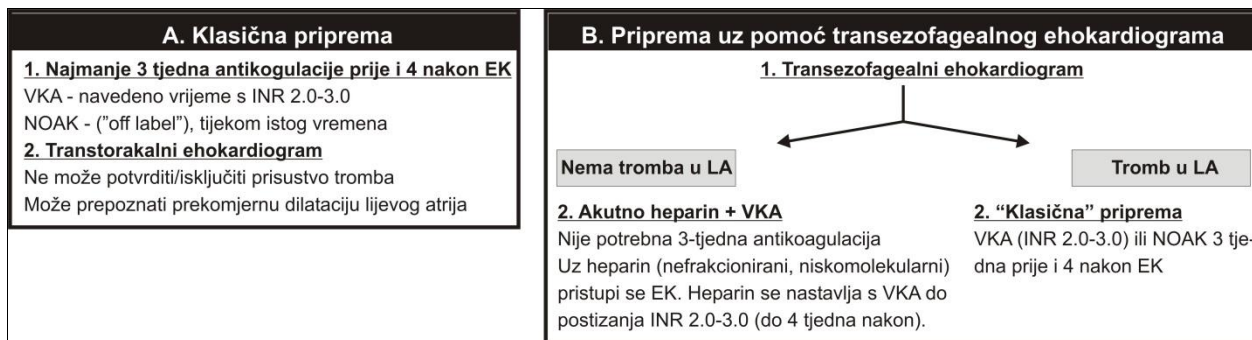 A. Klasična priprema
1. Najmanje 3 tjedna antikogulacije prije i 4 nakon EK
VKA - navedeno vrijeme s INR 2.0-3.0
NOAK - ("off label"), tijekom istog vremena
2. Transtorakalni ehokardiogram
Ne može potvrditi/isključiti prisustvo tromba
Može prepoznati prekomjernu dilataciju lijevog atrija
B. Priprema uz pomoć transezofagealnog ehokardiograma
1. Transezofagealni ehokardiogram
Nema tromba u LA
2. Akutno heparin + VKA
Nije potrebna 3-tjedna antikoagulacija
Uz heparin (nefrakcionirani, niskomolekularni)
pristupi se EK. Heparin se nastavlja s VKA do
postizanja INR 2.0-3.0 (do 4 tjedna nakon).
Tromb u LA
2. “Klasična” priprema
VKA (INR 2.0-3.0) ili NOAK 3 tje-
dna prije i 4 nakon EK